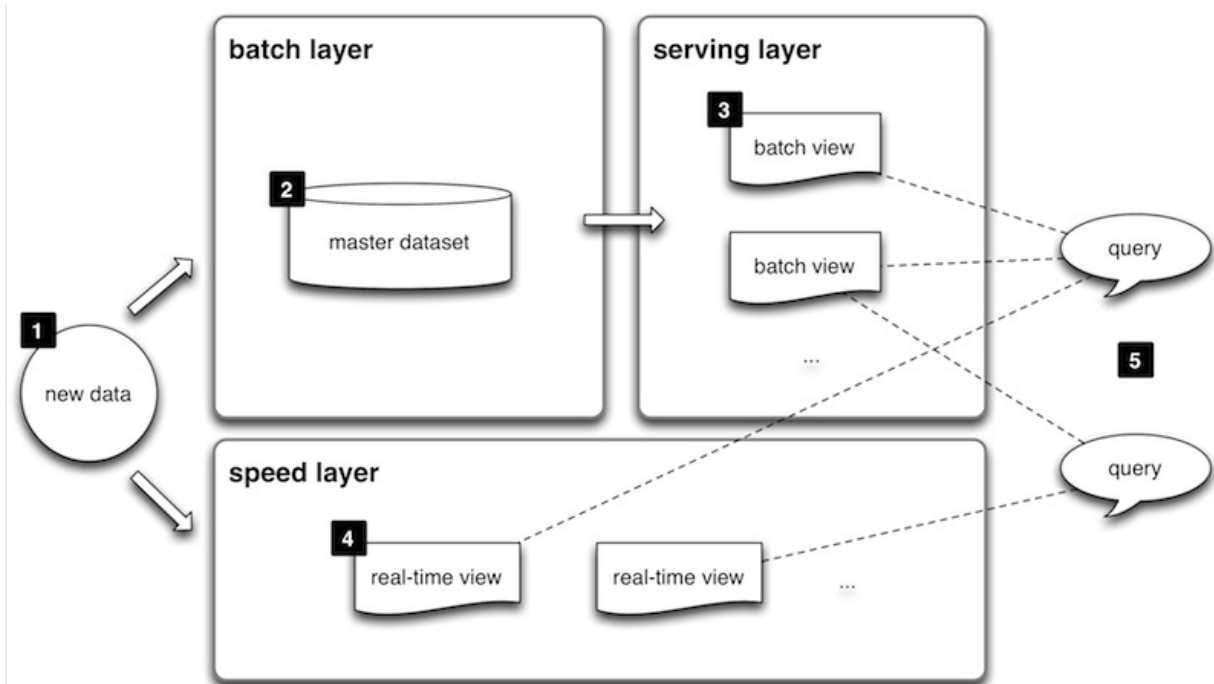 batch layer
serving layer
3
batch view
2
master dataset
batch view
query
1
new data
...
5
speed layer
query
4
real-time view
real-time view
...